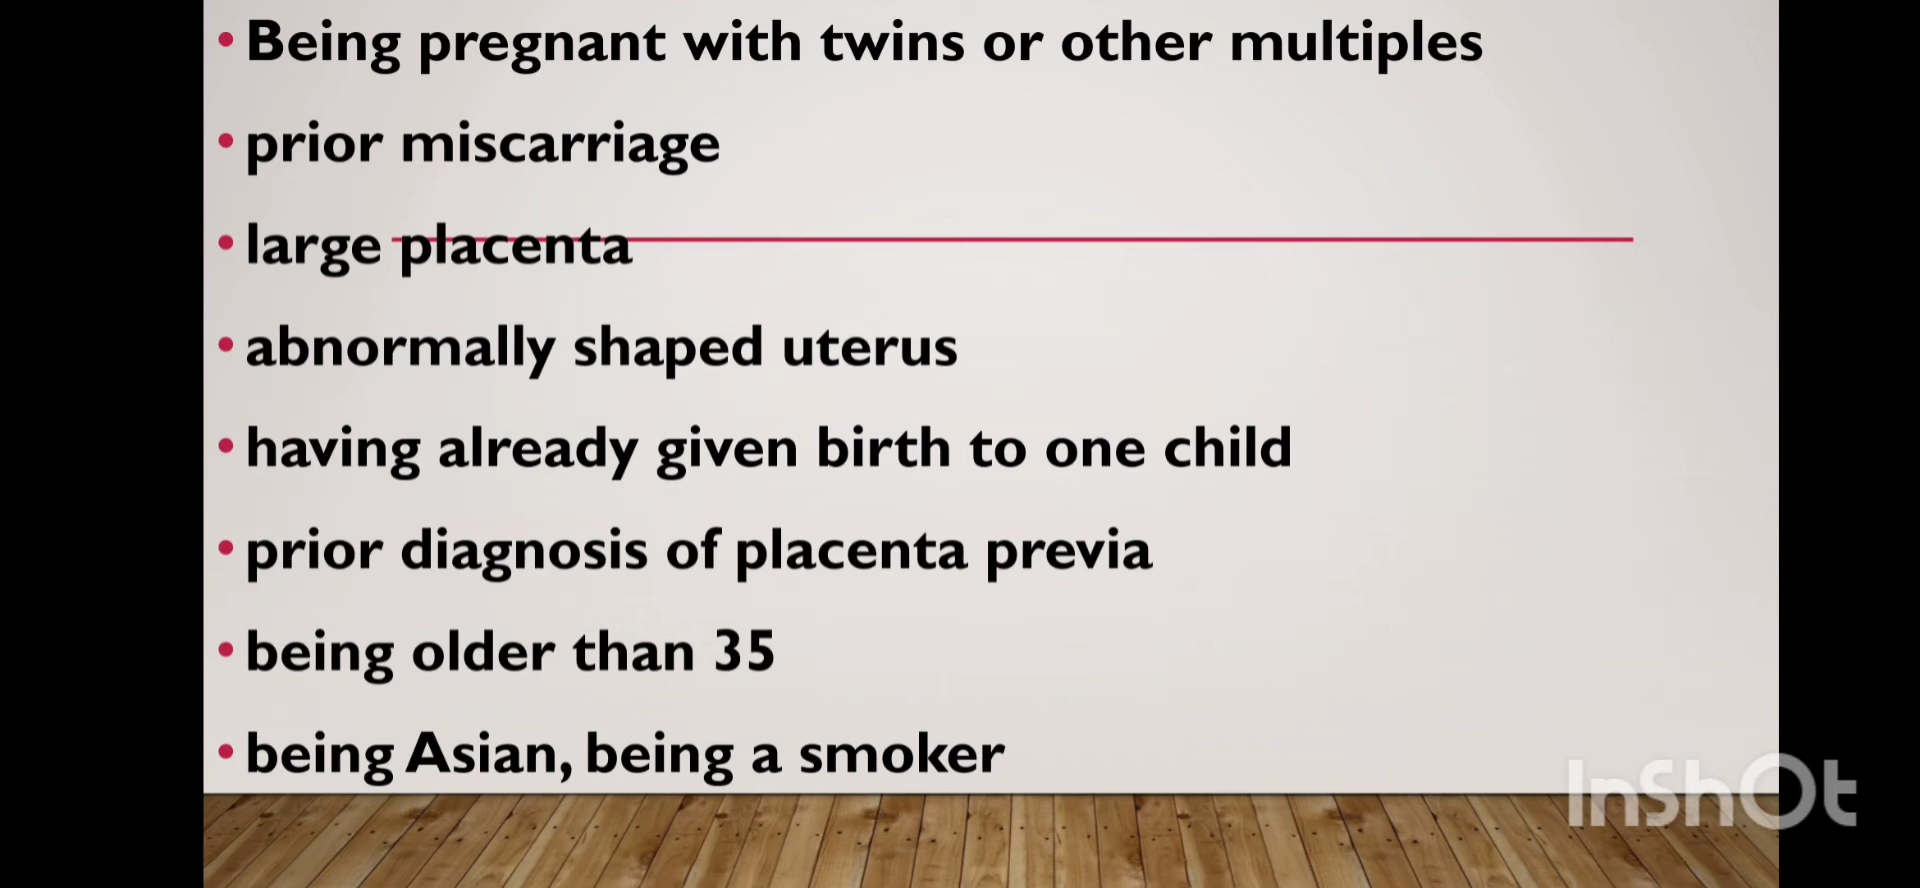 • Being pregnant with twins or other multiples
• prior miscarriage
• large placenta
• abnormally shaped uterus
• having already given birth to one child
• prior diagnosis of placenta previa
• being older than 35
• being Asian, being a smoker
InShOt